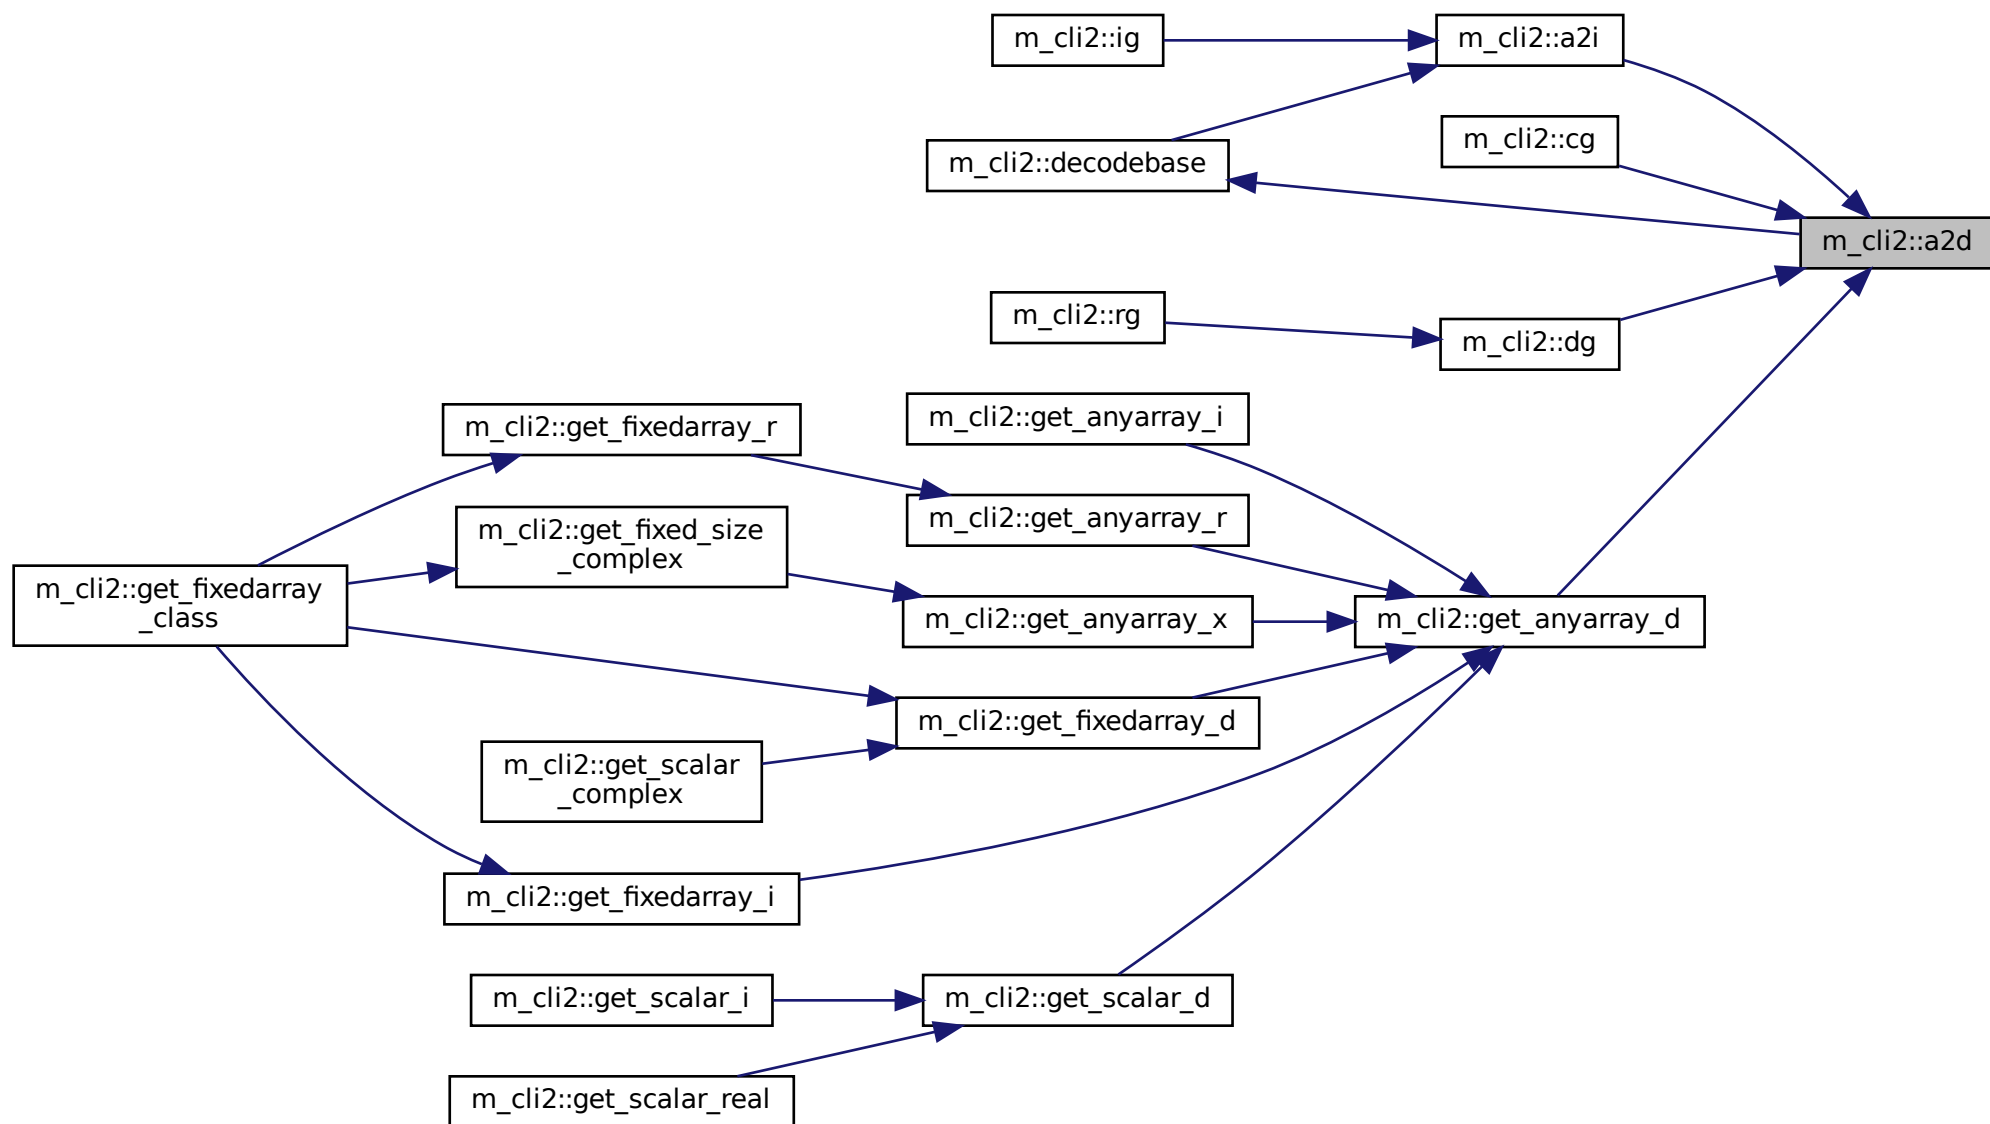 m_cli2::ig
m_cli2::a2i
m_cli2::cg
m_cli2::decodebase
m_cli2::a2d
m_cli2::rg
m_cli2::dg
m_cli2::get_anyarray_i
m_cli2::get_fixedarray_r
m_cli2::get_anyarray_r
m_cli2::get_fixed_size
_complex
m_cli2::get_fixedarray
_class
m_cli2::get_anyarray_x
m_cli2::get_anyarray_d
m_cli2::get_fixedarray_d
m_cli2::get_scalar
_complex
m_cli2::get_fixedarray_i
m_cli2::get_scalar_i
m_cli2::get_scalar_d
m_cli2::get_scalar_real